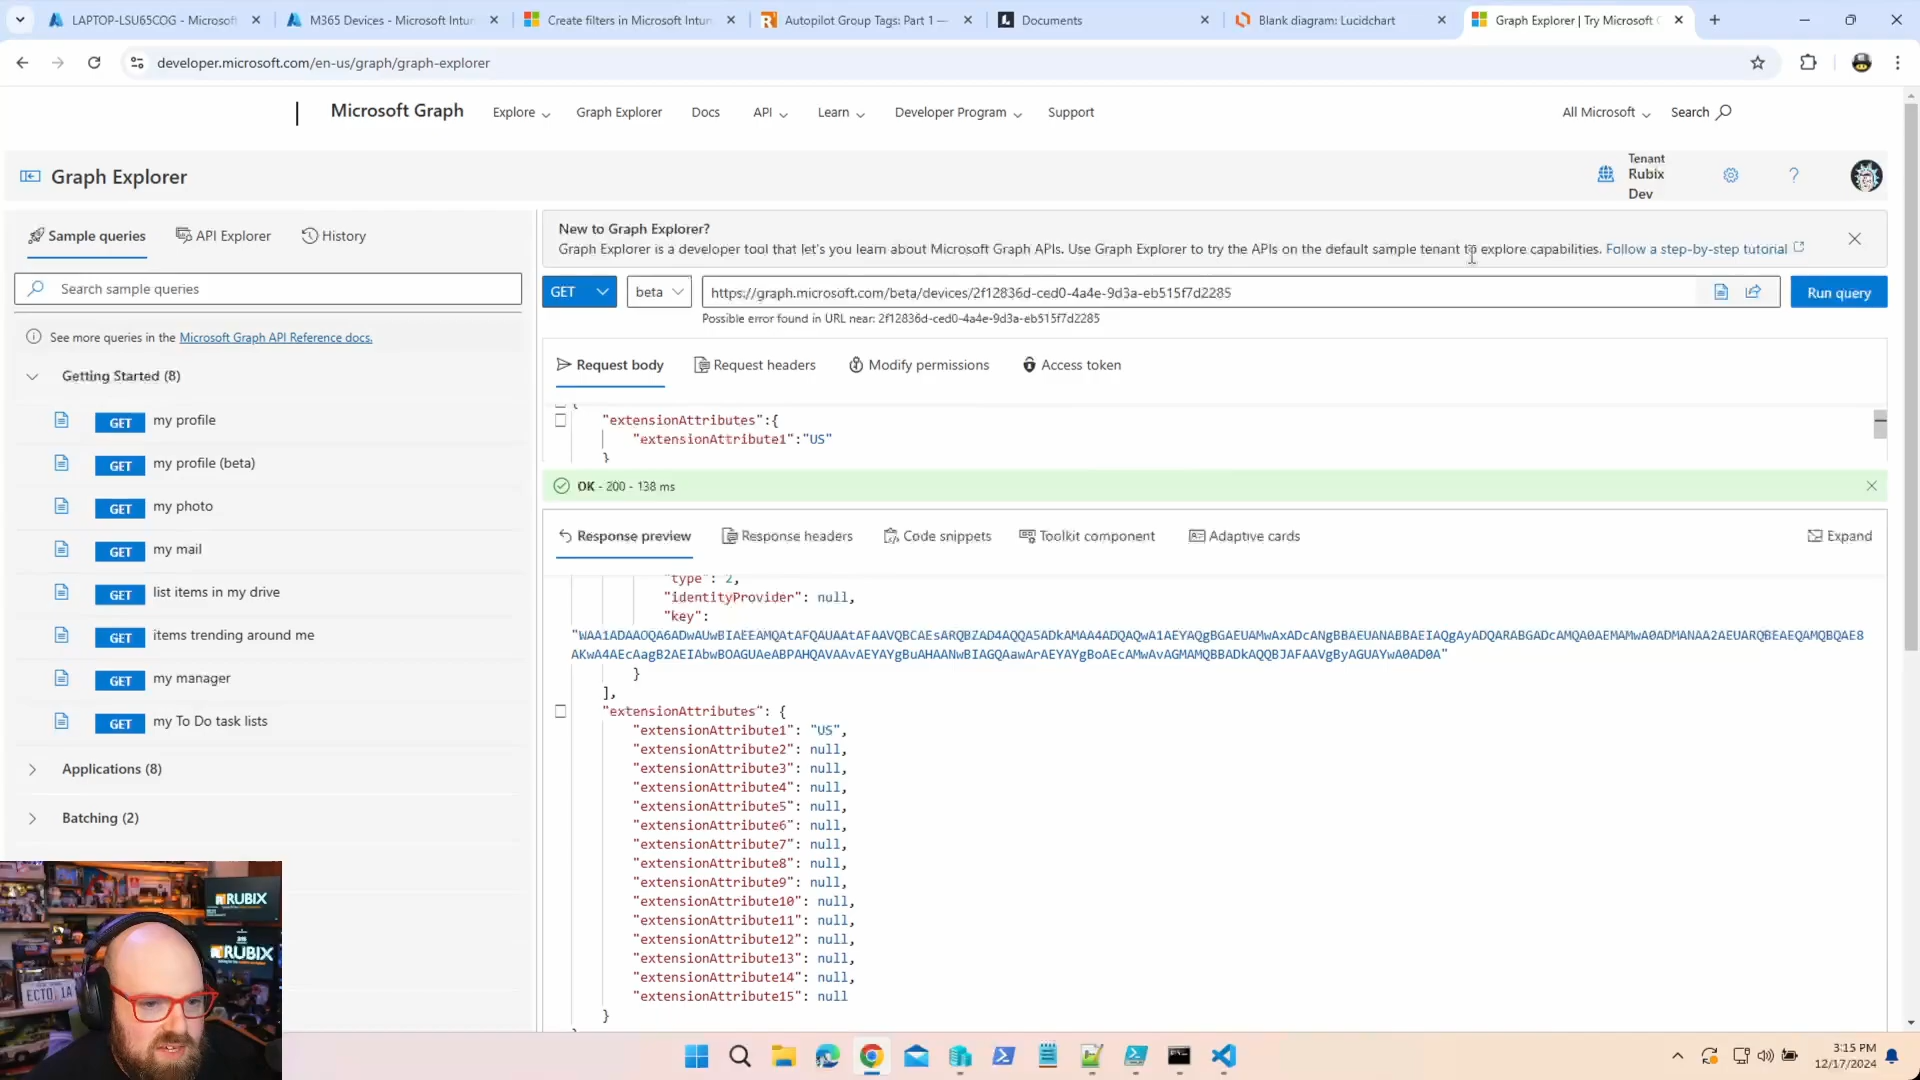 LAPTOP-LSU65COG - Microsoft
M365 Devices - Microsoft Intun
Create filters in Microsoft Intun
Autopilot Group Tags: Part 1 —
Documents
Blank diagram: Lucidchart
Graph Explorer | Try Microsoft G
developer.microsoft.com/en-us/graph/graph-explorer
Microsoft Graph
Explore
Graph Explorer
Docs
API
Learn
Developer Program
Support
All Microsoft
Search
Graph Explorer
Tenant
Rubix
Dev
Sample queries
API Explorer
History
Search sample queries
See more queries in the Microsoft Graph API Reference docs.
Getting Started (8)
GET my profile
GET my profile (beta)
GET my photo
GET my mail
GET list items in my drive
GET items trending around me
GET my manager
GET my To Do task lists
Applications (8)
Batching (2)
New to Graph Explorer?
Graph Explorer is a developer tool that let's you learn about Microsoft Graph APIs. Use Graph Explorer to try the APIs on the default sample tenant to explore capabilities. Follow a step-by-step tutorial
GET
beta
https://graph.microsoft.com/beta/devices/2f12836d-ced0-4a4e-9d3a-eb515f7d2285
Run query
Possible error found in URL near: 2f12836d-ced0-4a4e-9d3a-eb515f7d2285
Request body
Request headers
Modify permissions
Access token
{
"extensionAttributes":{
"extensionAttribute1":"US"
}
OK - 200 - 138 ms
Response preview
Response headers
Code snippets
Toolkit component
Adaptive cards
Expand
"type": 2,
"identityProvider": null,
"key":
}
],
"extensionAttributes": {
"extensionAttribute1": "US",
"extensionAttribute2": null,
"extensionAttribute3": null,
"extensionAttribute4": null,
"extensionAttribute5": null,
"extensionAttribute6": null,
"extensionAttribute7": null,
"extensionAttribute8": null,
"extensionAttribute9": null,
"extensionAttribute10": null,
"extensionAttribute11": null,
"extensionAttribute12": null,
"extensionAttribute13": null,
"extensionAttribute14": null,
"extensionAttribute15": null
}
RUBIX
RUBIX
ECTO 1A
3:15 PM
12/17/2024